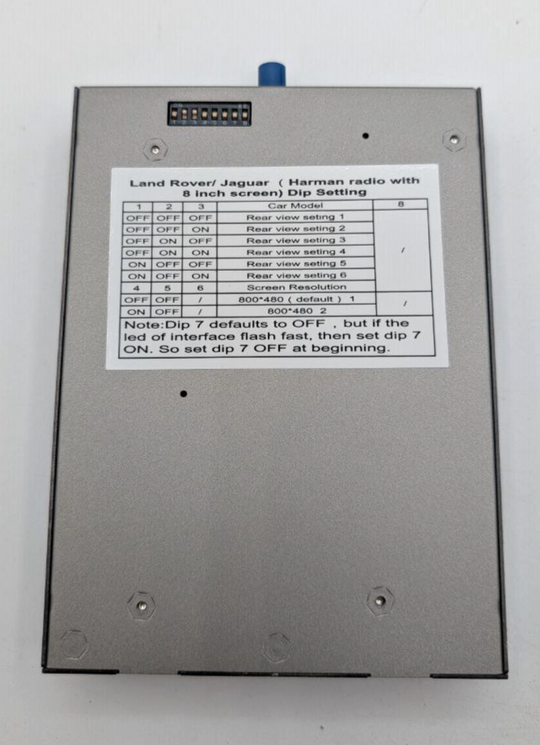 Land Rover/ Jaguar ( Harman radio with
8 inch screen) Dip Setting
1 2 3 Car Model 8
OFF OFF OFF Rear view seting 1
OFF OFF ON Rear view seting 2
OFF ON OFF Rear view seting 3
OFF ON ON Rear view seting 4
ON OFF OFF Rear view seting 5
ON OFF ON Rear view seting 6
/
4 5 6 Screen Resolution
OFF OFF / 800*480 ( default ) 1 /
ON OFF / 800*480 2
Note:Dip 7 defaults to OFF , but if the
led of interface flash fast, then set dip 7
ON. So set dip 7 OFF at beginning.